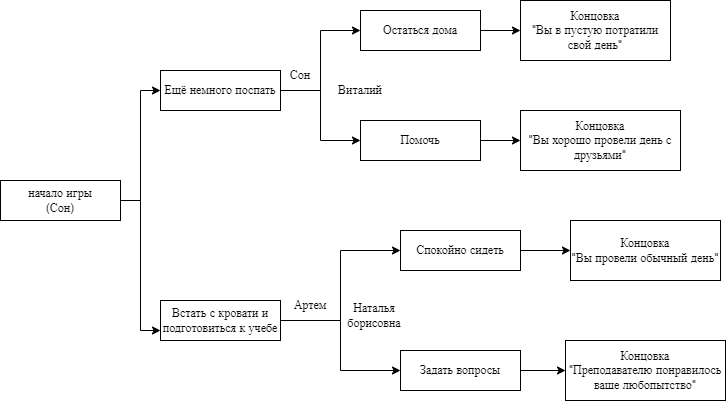 Концовка
"Вы в пустую потратили
свой день"
Остаться дома
Сон
Ещё немного поспать
Виталий
Концовка
"Вы хорошо провели день с
друзьями"
Помочь
начало игры
(Сон)
Концовка
"Вы провели обычный день"
Спокойно сидеть
Артем
Наталья
борисовна
Встать с кровати и
подготовиться к учебе
Концовка
"Преподавателю понравилось
ваше любопытство"
Задать вопросы